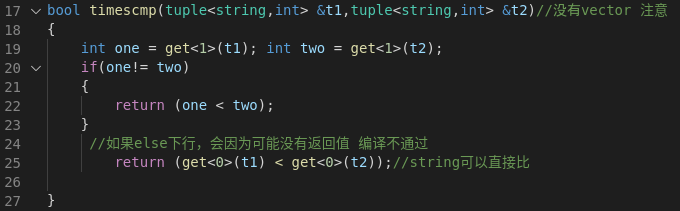 17 bool timescmp(tuple<string,int> &t1,tuple<string,int> &t2)//没有vector 注意
18 {
19     int one = get<1>(t1); int two = get<1>(t2);
20     if(one!= two)
21     {
22         return (one < two);
23     }
24      //如果else下行，会因为可能没有返回值 编译不通过
25         return (get<0>(t1) < get<0>(t2));//string可以直接比
26
27 }